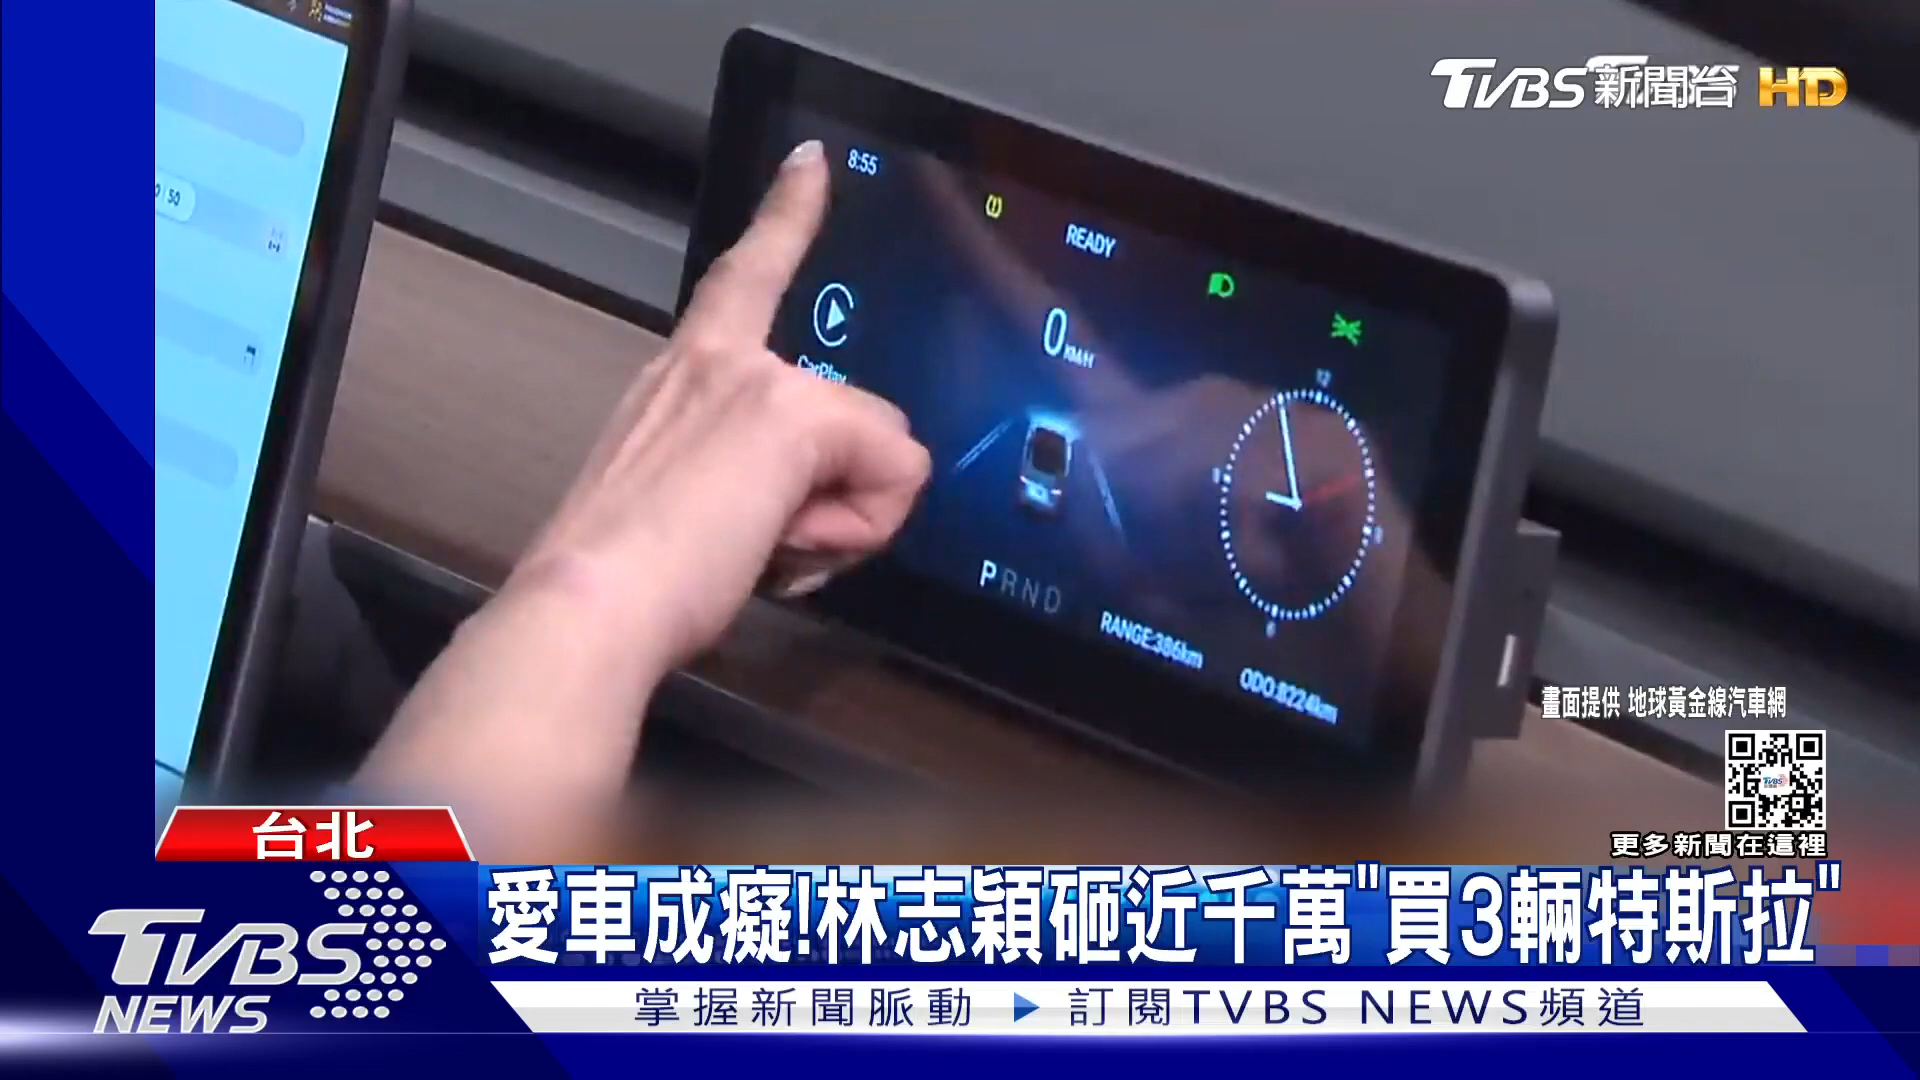 TVBS新聞台 HD
8:55
READY
0 KM/H
CarPlay
12
6
PRND
RANGE:386km
ODO:8224km
50
畫面提供 地球黃金線汽車網
TVBS
更多新聞在這裡
台北
愛車成癡!林志穎砸近千萬"買3輛特斯拉"
TVBS
NEWS
掌握新聞脈動 ▶ 訂閱TVBS NEWS頻道